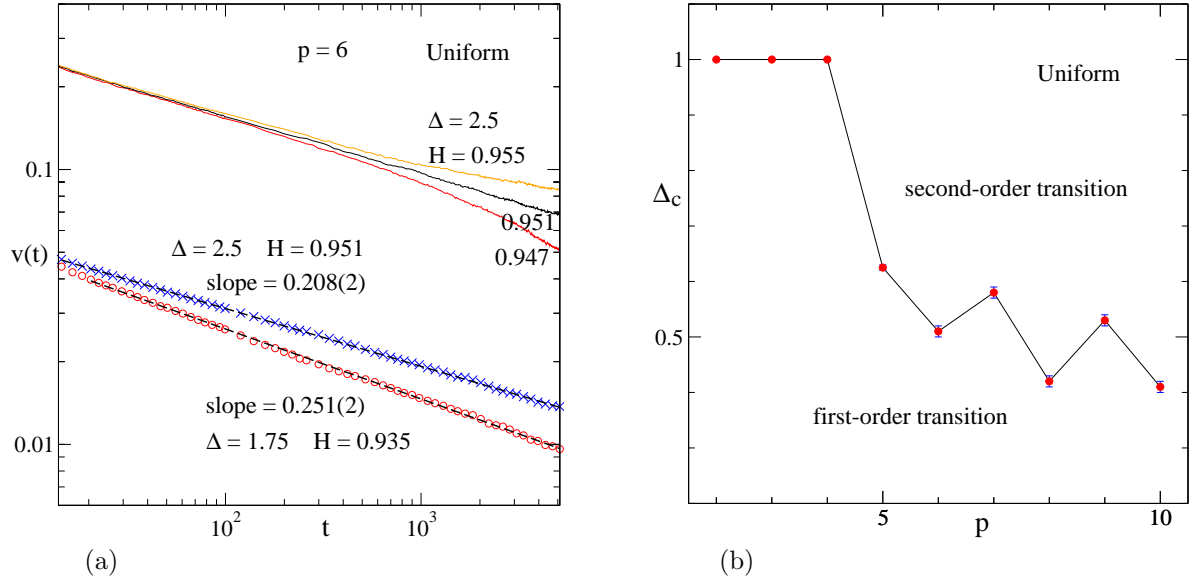 p = 6 Uniform
Δ = 2.5
H = 0.955
0.951
0.947
Δ = 2.5 H = 0.951
slope = 0.208(2)
slope = 0.251(2)
Δ = 1.75 H = 0.935
0.1
v(t)
0.01
10²
t
10³
(a)
1
Uniform
Δc
second-order transition
0.5
first-order transition
5
p
10
(b)